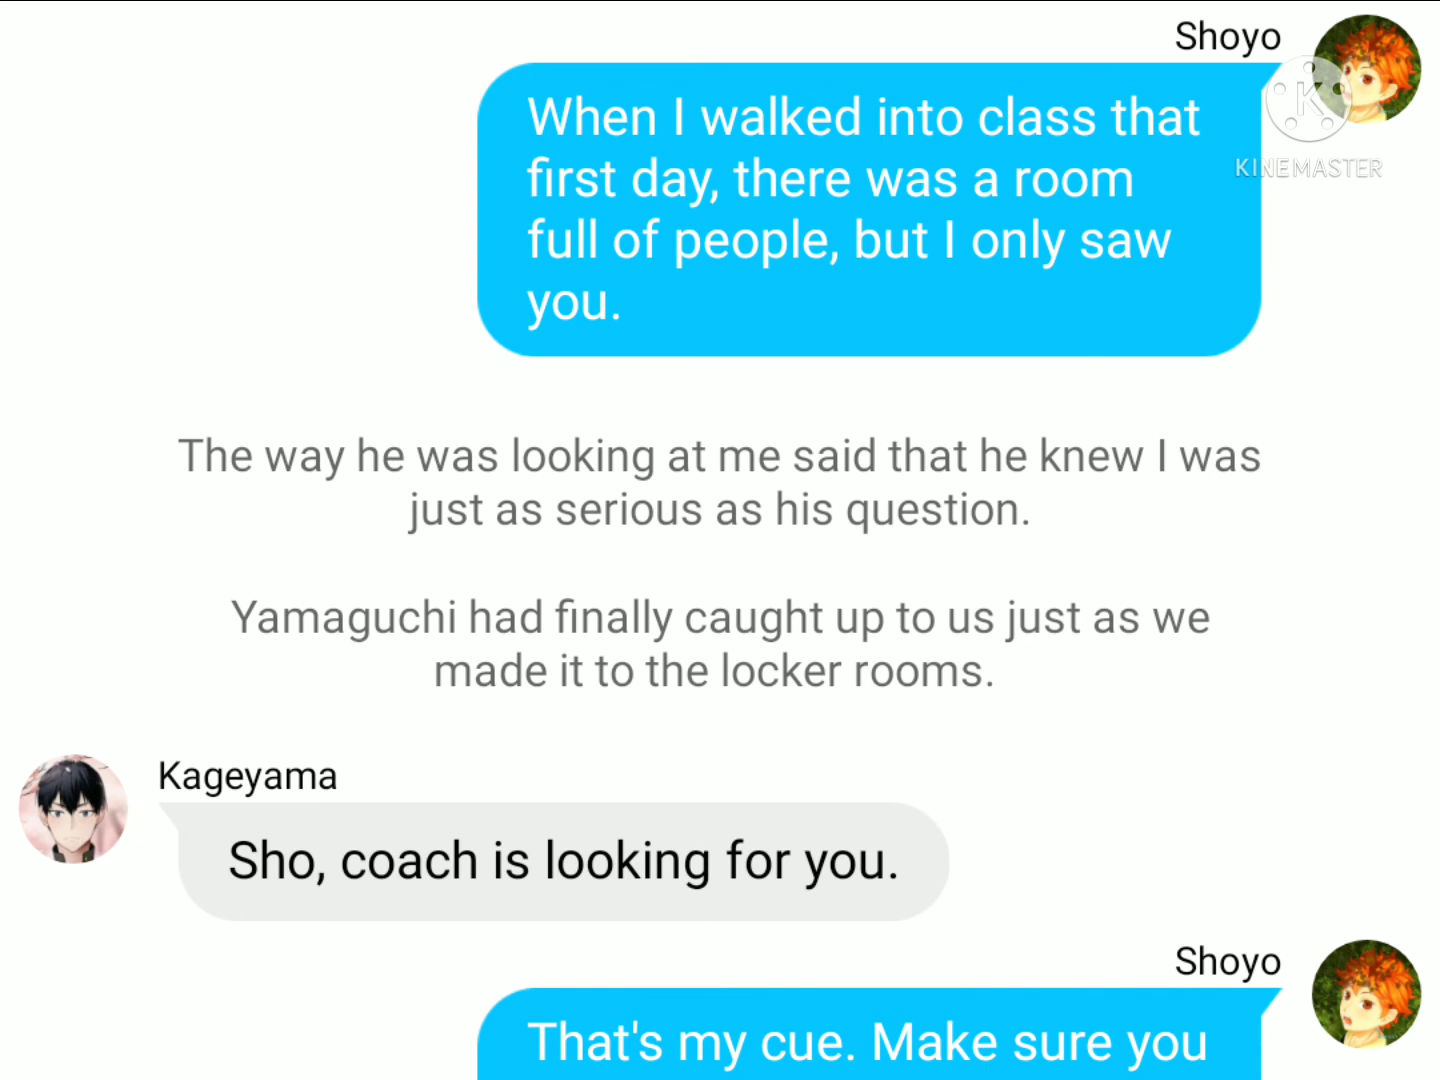 Shoyo
When I walked into class that
first day, there was a room
full of people, but I only saw
you.
K
KINEMASTER
The way he was looking at me said that he knew I was
just as serious as his question.
Yamaguchi had finally caught up to us just as we
made it to the locker rooms.
Kageyama
Sho, coach is looking for you.
Shoyo
That's my cue. Make sure you